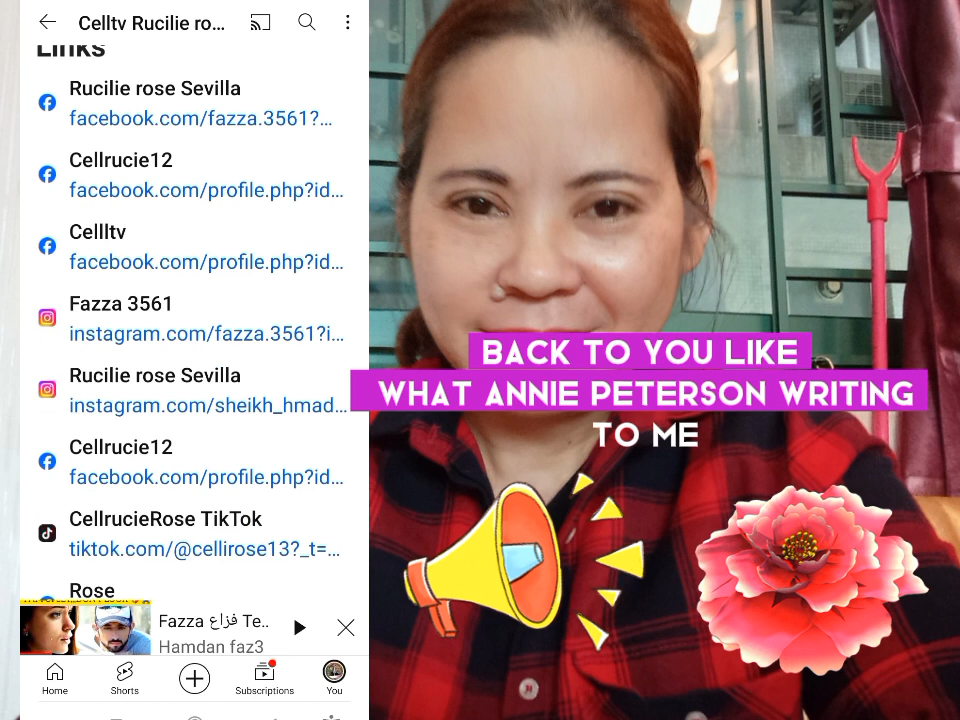 Celltv Rucilie ro...
Links
Rucilie rose Sevilla
facebook.com/fazza.3561?...
Cellrucie12
facebook.com/profile.php?id...
Cellltv
facebook.com/profile.php?id...
Fazza 3561
instagram.com/fazza.3561?i...
Rucilie rose Sevilla
instagram.com/sheikh_hmad...
Cellrucie12
facebook.com/profile.php?id...
CellrucieRose TikTok
tiktok.com/@cellirose13?_t=...
Rose
Fazza فزاع Te..
Hamdan faz3
Home
Shorts
Subscriptions
You
BACK TO YOU LIKE
WHAT ANNIE PETERSON WRITING
TO ME